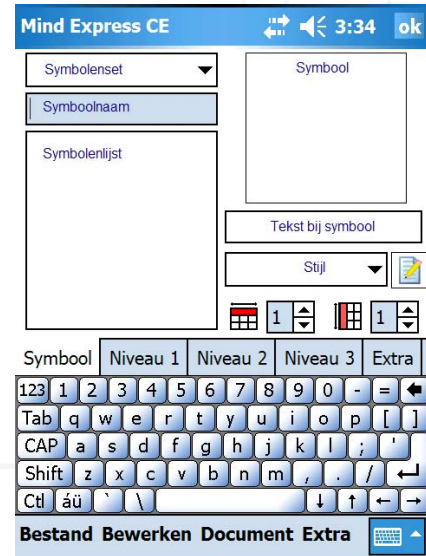 Mind Express CE 3:34 ok
Symbolenset
Symbool
Symboolnaam
Symbolenlijst
Tekst bij symbool
Stijl
1 1
Symbool Niveau 1 Niveau 2 Niveau 3 Extra
123 1 2 3 4 5 6 7 8 9 0 - =
Tab q w e r t y u i o p [ ]
CAP a s d f g h j k l ; '
Shift z x c v b n m , . /
Ctl áü ` \
Bestand Bewerken Document Extra